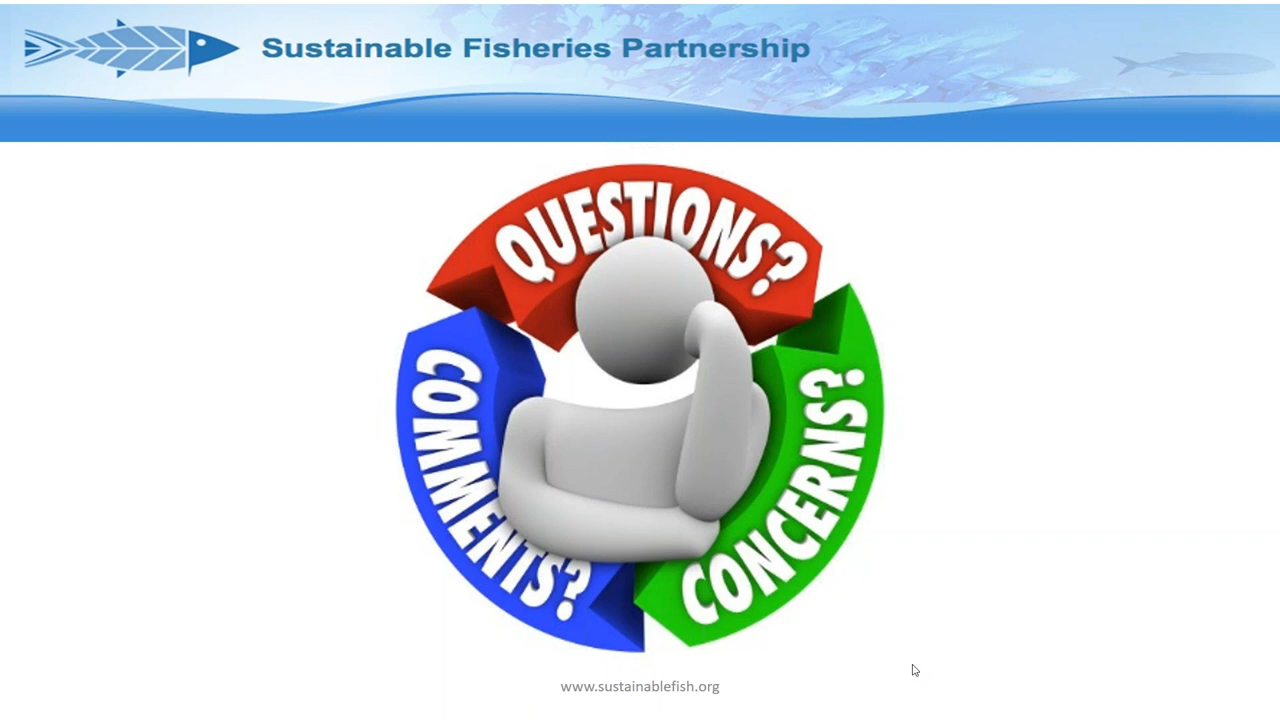 Sustainable Fisheries Partnership
QUESTIONS?
COMMENTS?
CONCERNS?
www.sustainablefish.org